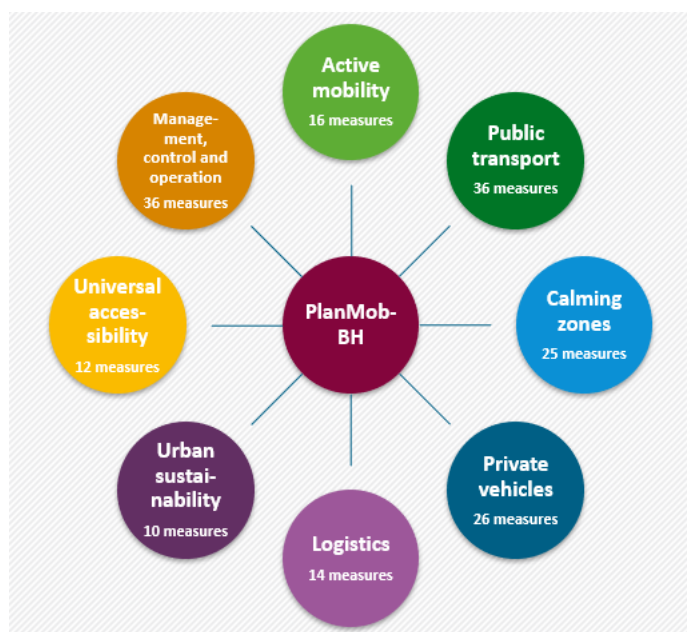 Active
mobility
16 measures
Public
transport
36 measures
Calming
zones
25 measures
Private
vehicles
26 measures
Logistics
14 measures
Urban
sustai-
nability
10 measures
Universal
acces-
sibility
12 measures
Manage-
ment,
control and
operation
36 measures
PlanMob-
BH